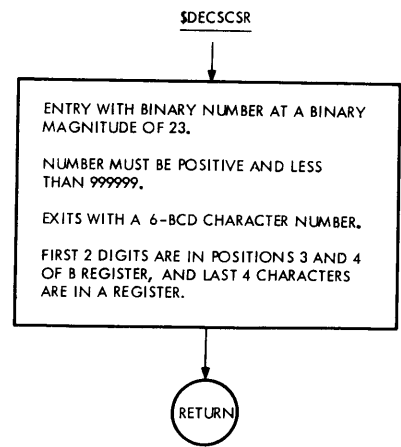 $DECSCSR
ENTRY WITH BINARY NUMBER AT A BINARY
MAGNITUDE OF 23.
NUMBER MUST BE POSITIVE AND LESS
THAN 999999.
EXITS WITH A 6-BCD CHARACTER NUMBER.
FIRST 2 DIGITS ARE IN POSITIONS 3 AND 4
OF B REGISTER, AND LAST 4 CHARACTERS
ARE IN A REGISTER.
RETURN